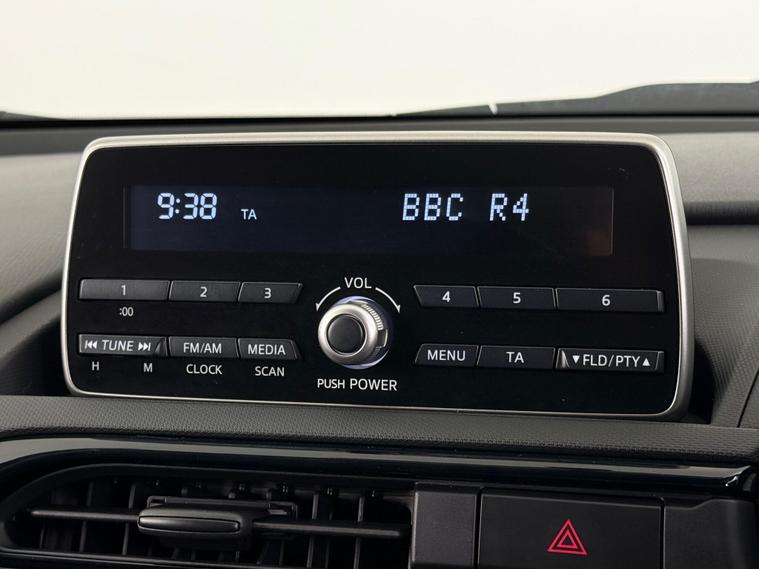 9:38 TA BBC R4
1 2 3 VOL 4 5 6
:00
⏮ TUNE ⏭ FM/AM MEDIA MENU TA ▼FLD/PTY▲
H M CLOCK SCAN PUSH POWER